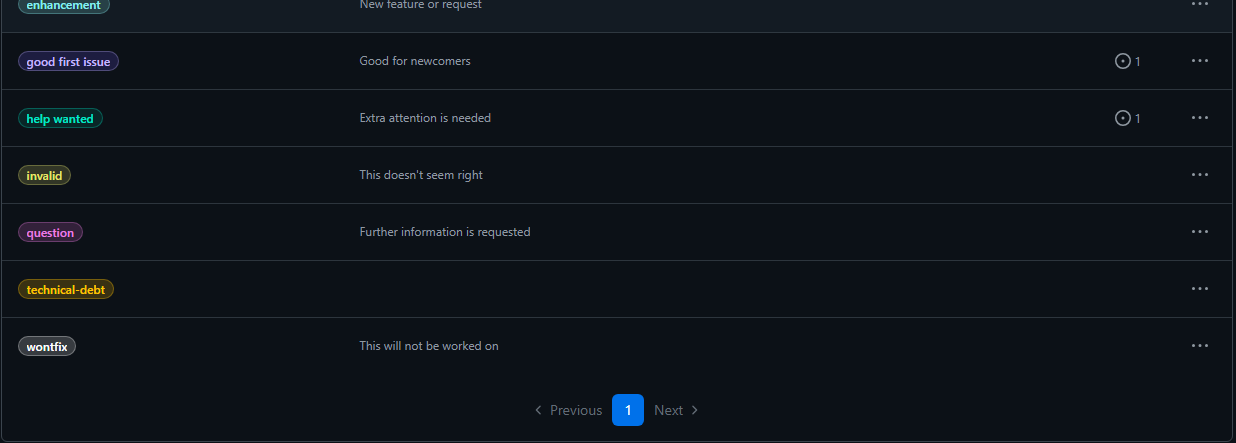 enhancement New feature or request
good first issue Good for newcomers 1
help wanted Extra attention is needed 1
invalid This doesn't seem right
question Further information is requested
technical-debt
wontfix This will not be worked on
Previous 1 Next